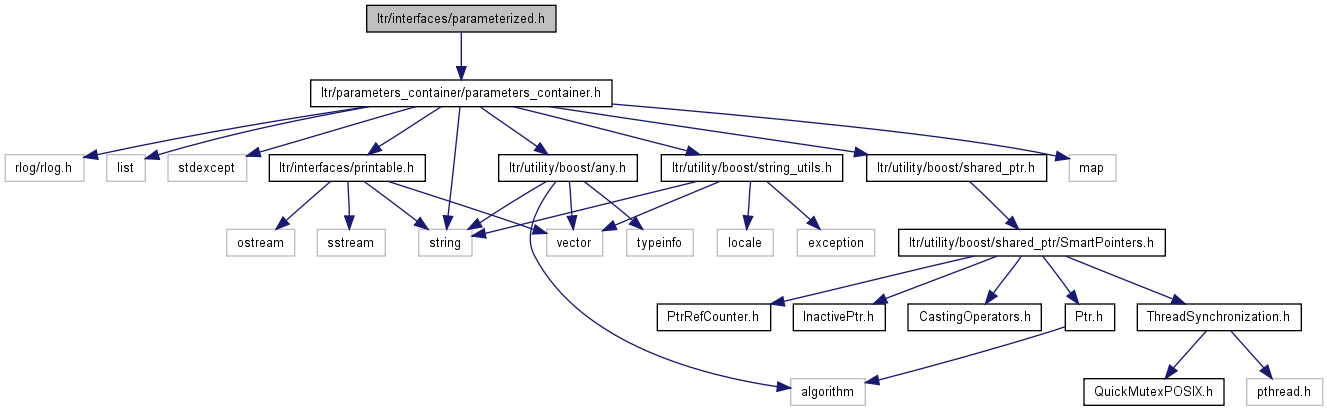 ltr/interfaces/parameterized.h
ltr/parameters_container/parameters_container.h
rlog/rlog.h
list
stdexcept
ltr/interfaces/printable.h
ltr/utility/boost/any.h
ltr/utility/boost/string_utils.h
ltr/utility/boost/shared_ptr.h
map
ostream
sstream
string
vector
typeinfo
locale
exception
ltr/utility/boost/shared_ptr/SmartPointers.h
PtrRefCounter.h
InactivePtr.h
CastingOperators.h
Ptr.h
ThreadSynchronization.h
algorithm
QuickMutexPOSIX.h
pthread.h